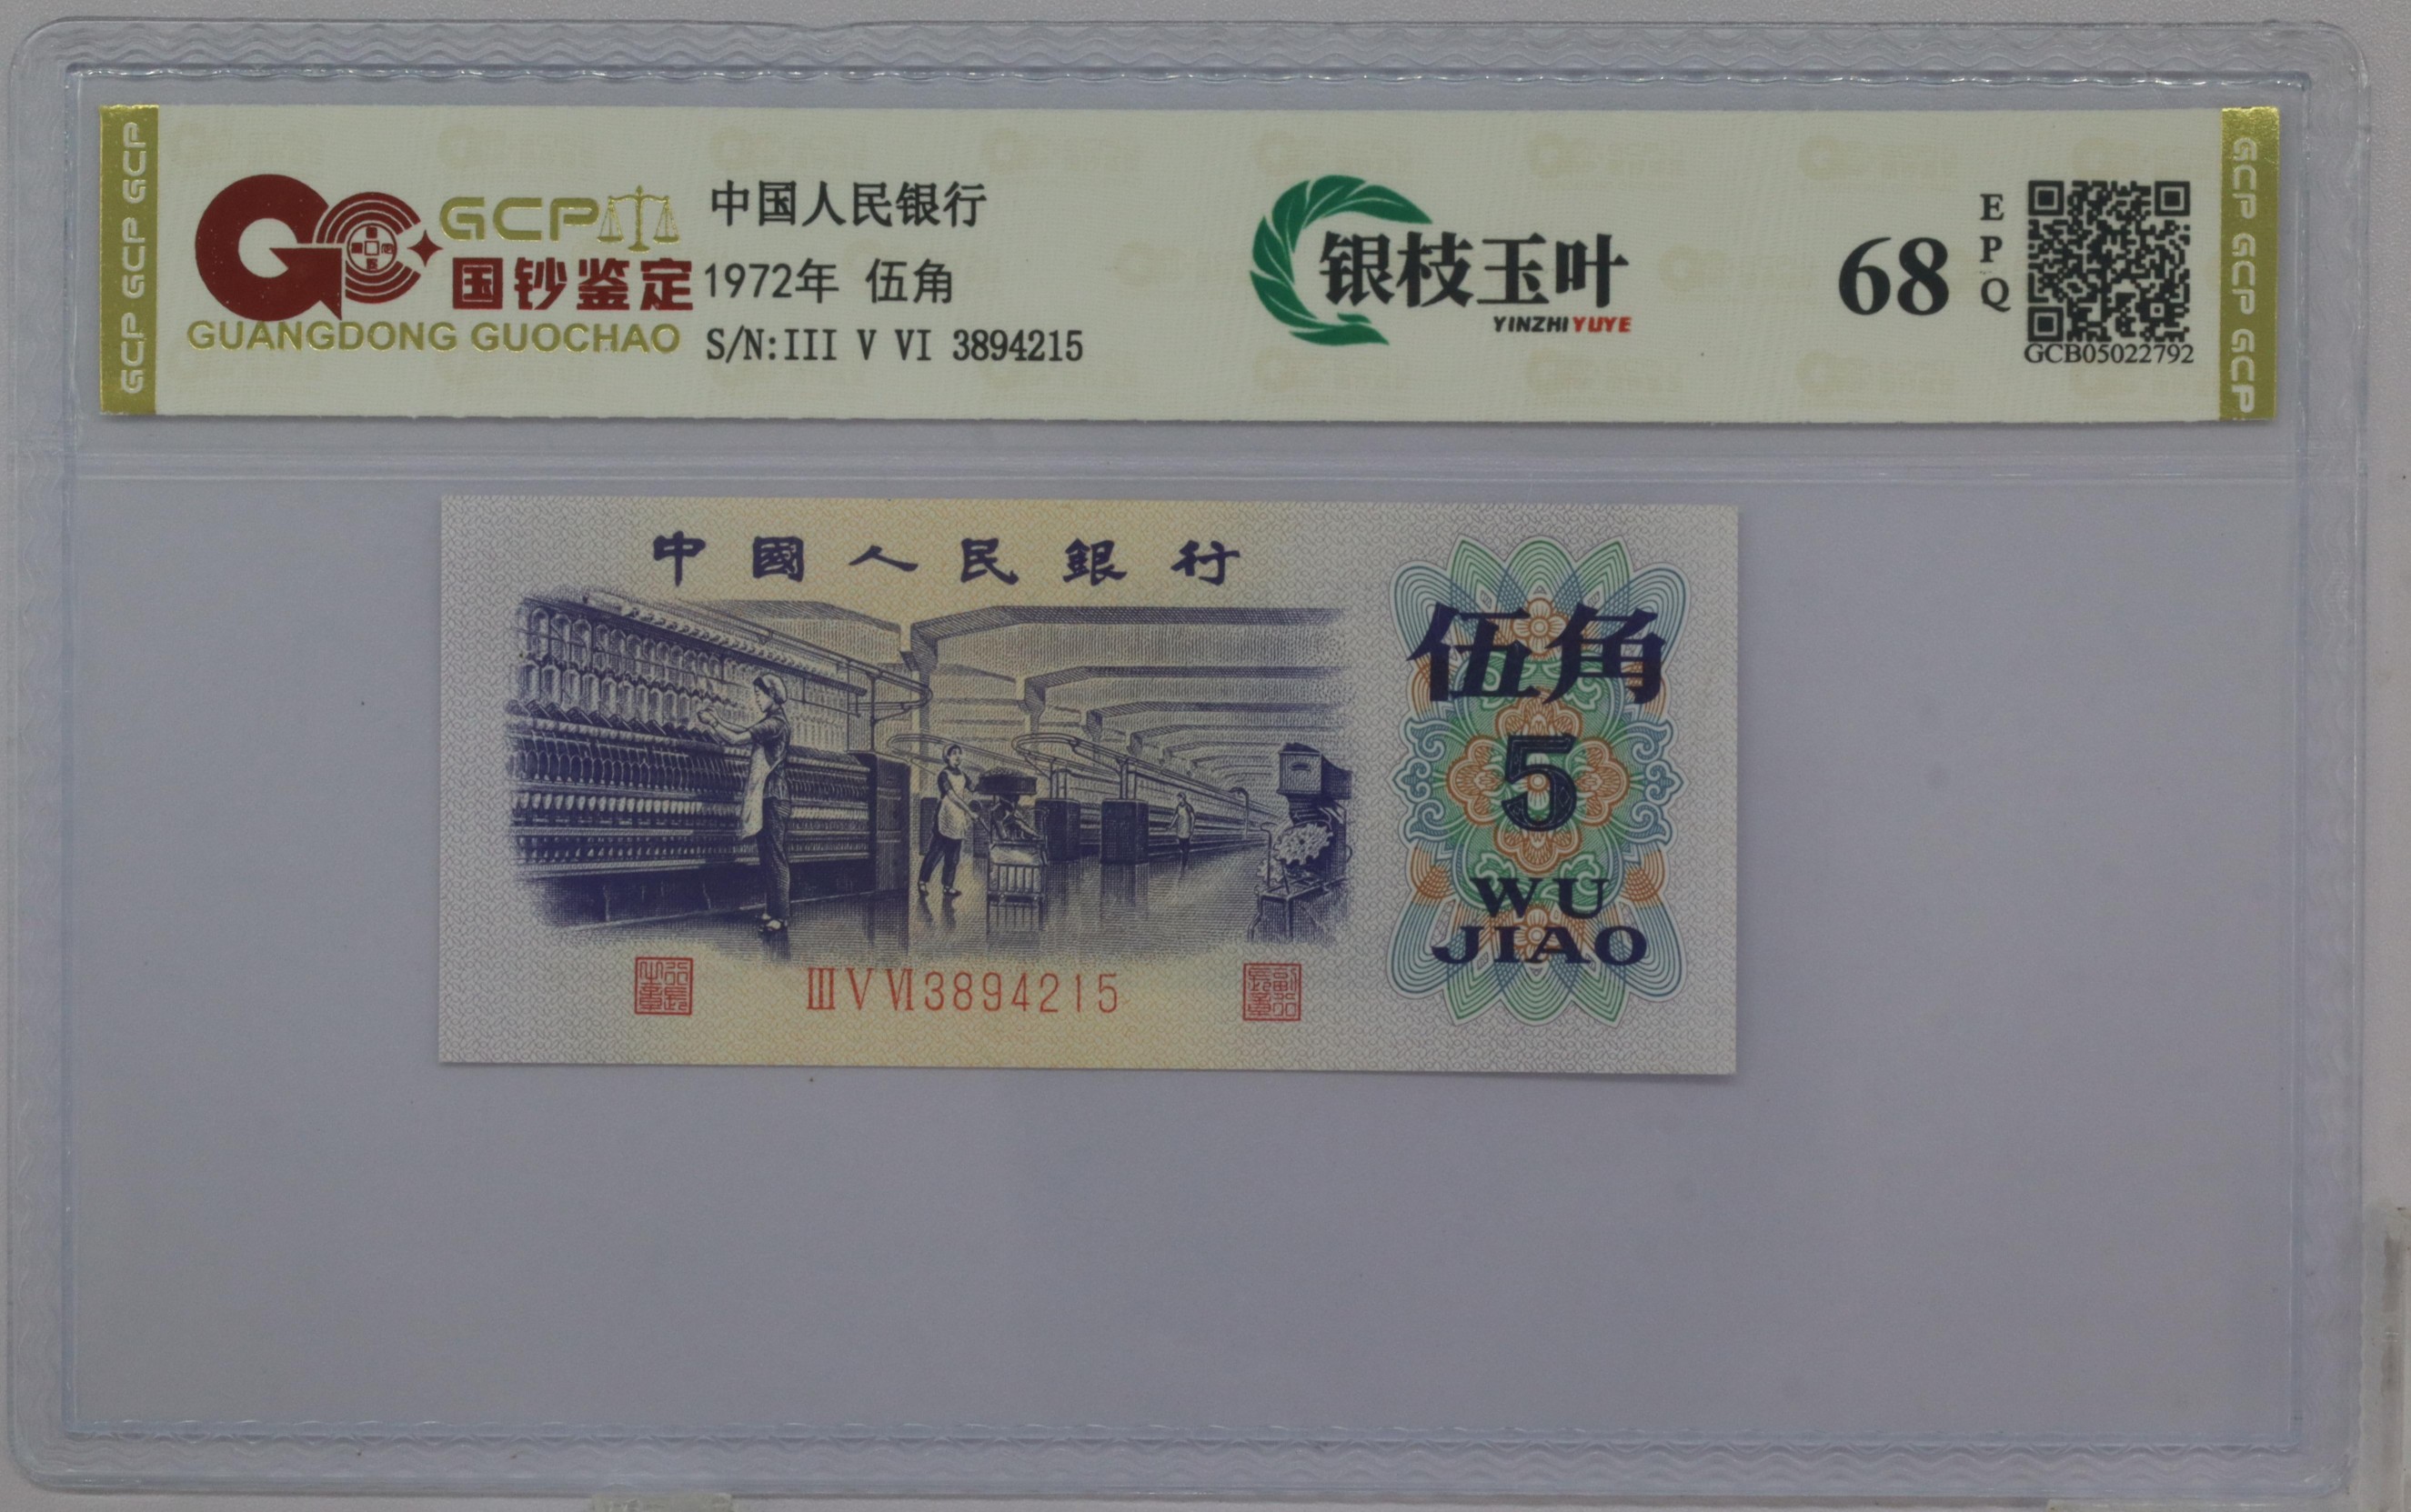 GCP GCP GCP
GCP
国钞鉴定
GUANGDONG GUOCHAO
中国人民银行
1972年 伍角
S/N:III V VI 3894215
银枝玉叶
YINZHIYUYE
68
E
P
Q
GCB05022792
GCP GCP GCP
中國人民銀行
伍角
5
WU
JIAO
ⅢⅤⅥ3894215